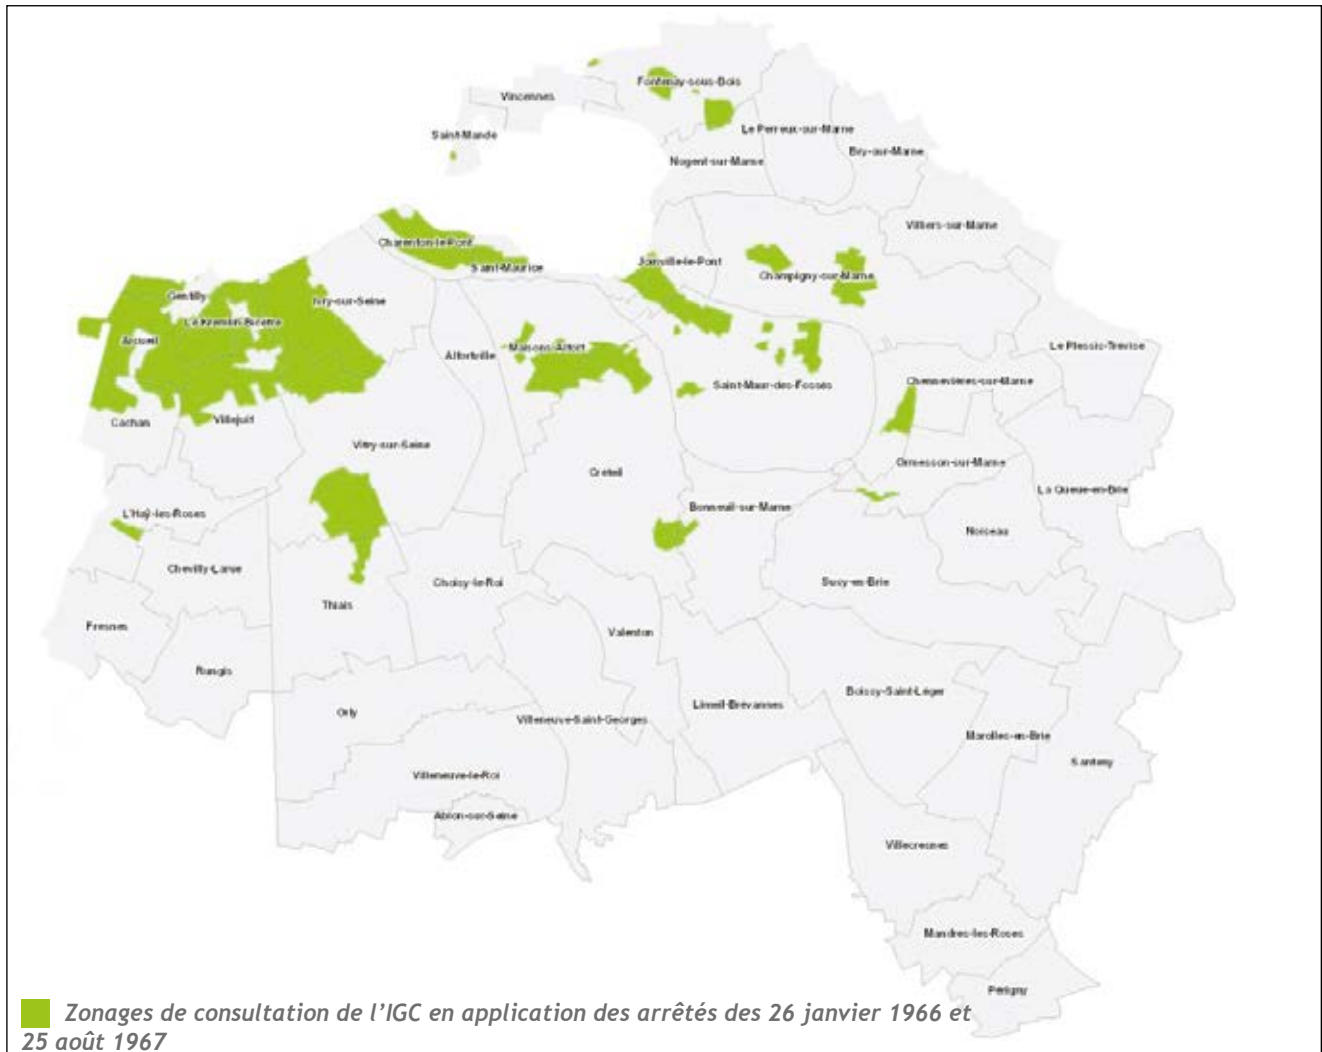 Fontenay-sous-Bois
Vincennes
Saint-Mande
Le Perreux-sur-Marne
Bry-sur-Marne
Nogent-sur-Marne
Villiers-sur-Marne
Charenton-le-Pont
Saint-Maurice
Joinville-le-Pont
Champigny-sur-Marne
Gentilly
Ivry-sur-Seine
Le Kremlin-Bicetre
Arcueil
Alfortville
Maisons-Alfort
Le Plessis-Trevise
Saint-Maur-des-Fossés
Chennevières-sur-Marne
Cachan
Villejuif
Vitry-sur-Seine
Creteil
Ormesson-sur-Marne
La Queue-en-Brie
L'Haÿ-les-Roses
Bonneuil-sur-Marne
Noiseau
Chevilly-Larue
Choisy-le-Roi
Sucy-en-Brie
Thiais
Fresnes
Valenton
Rungis
Orly
Villeneuve-Saint-Georges
Limeil-Brévannes
Boissy-Saint-Léger
Marolles-en-Brie
Santeny
Villeneuve-le-Roi
Ablon-sur-Seine
Villecresnes
Mandres-les-Roses
Perigny
Zonages de consultation de l'IGC en application des arrêtés des 26 janvier 1966 et
25 août 1967